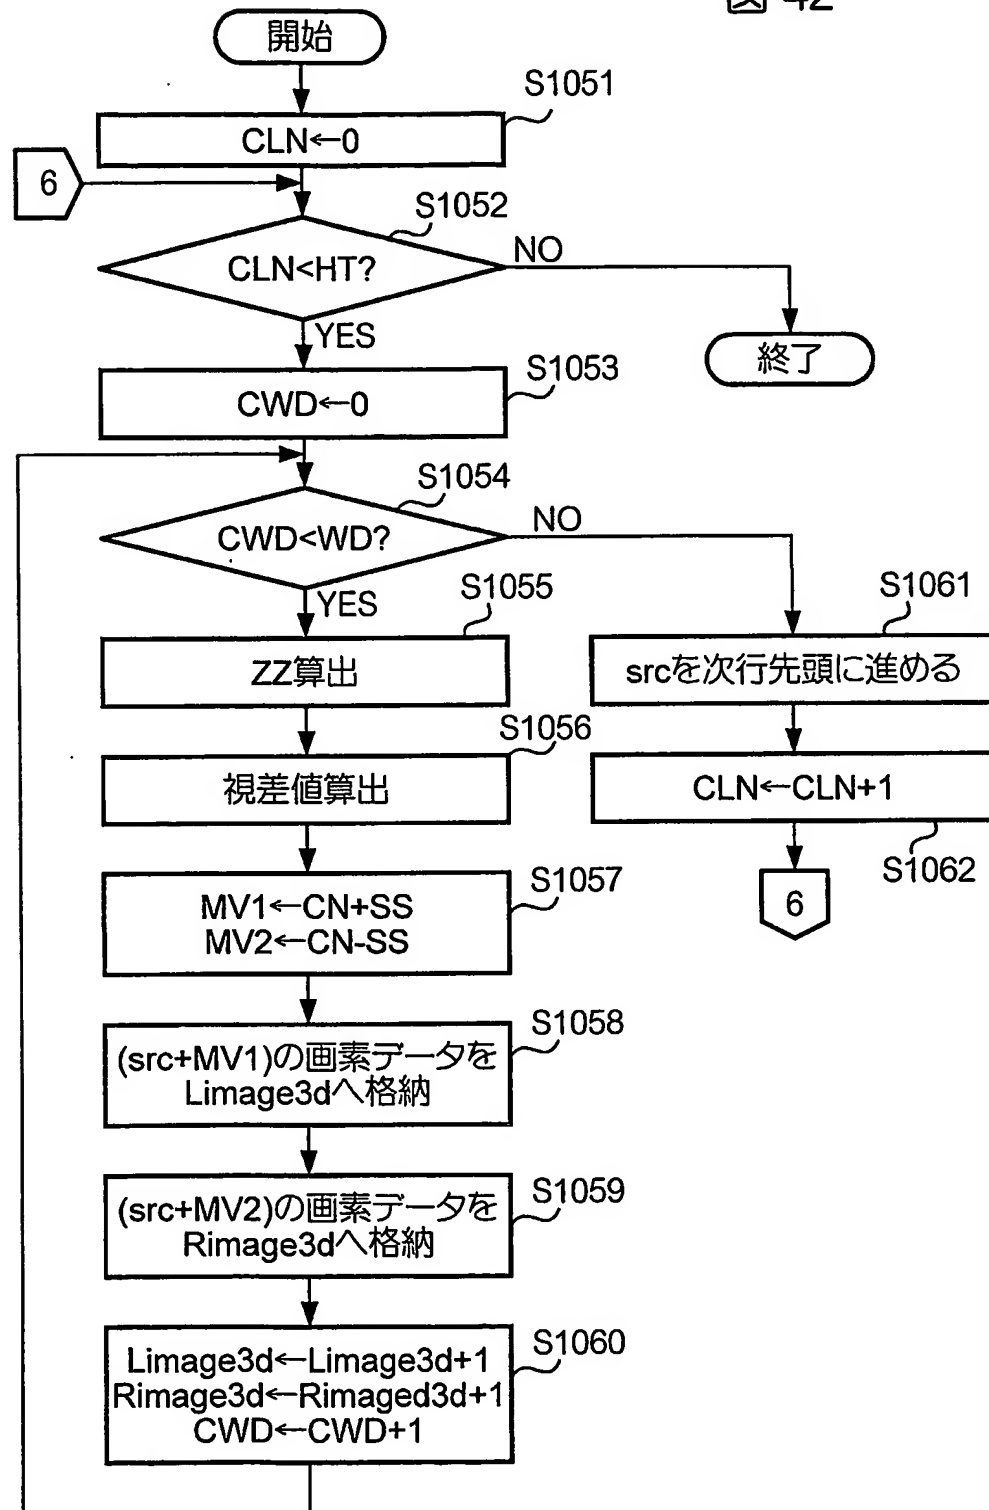 図 42
開始
S1051
CLN←0
6
S1052
CLN<HT?
NO
YES
終了
S1053
CWD←0
S1054
CWD<WD?
NO
YES
S1055
ZZ算出
S1061
srcを次行先頭に進める
S1056
視差値算出
CLN←CLN+1
S1062
6
S1057
MV1←CN+SS
MV2←CN-SS
S1058
(src+MV1)の画素データを
Limage3dへ格納
S1059
(src+MV2)の画素データを
Rimage3dへ格納
S1060
Limage3d←Limage3d+1
Rimage3d←Rimaged3d+1
CWD←CWD+1